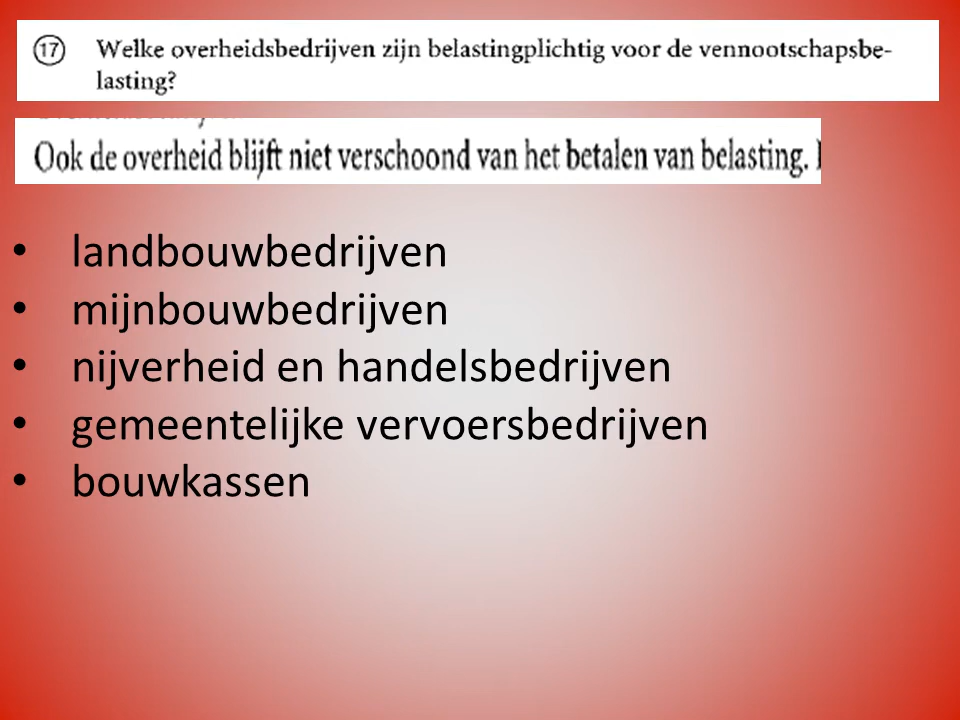 17 Welke overheidsbedrijven zijn belastingplichtig voor de vennootschapsbe-
lasting?
Ook de overheid blijft niet verschoond van het betalen van belasting.
• landbouwbedrijven
• mijnbouwbedrijven
• nijverheid en handelsbedrijven
• gemeentelijke vervoersbedrijven
• bouwkassen